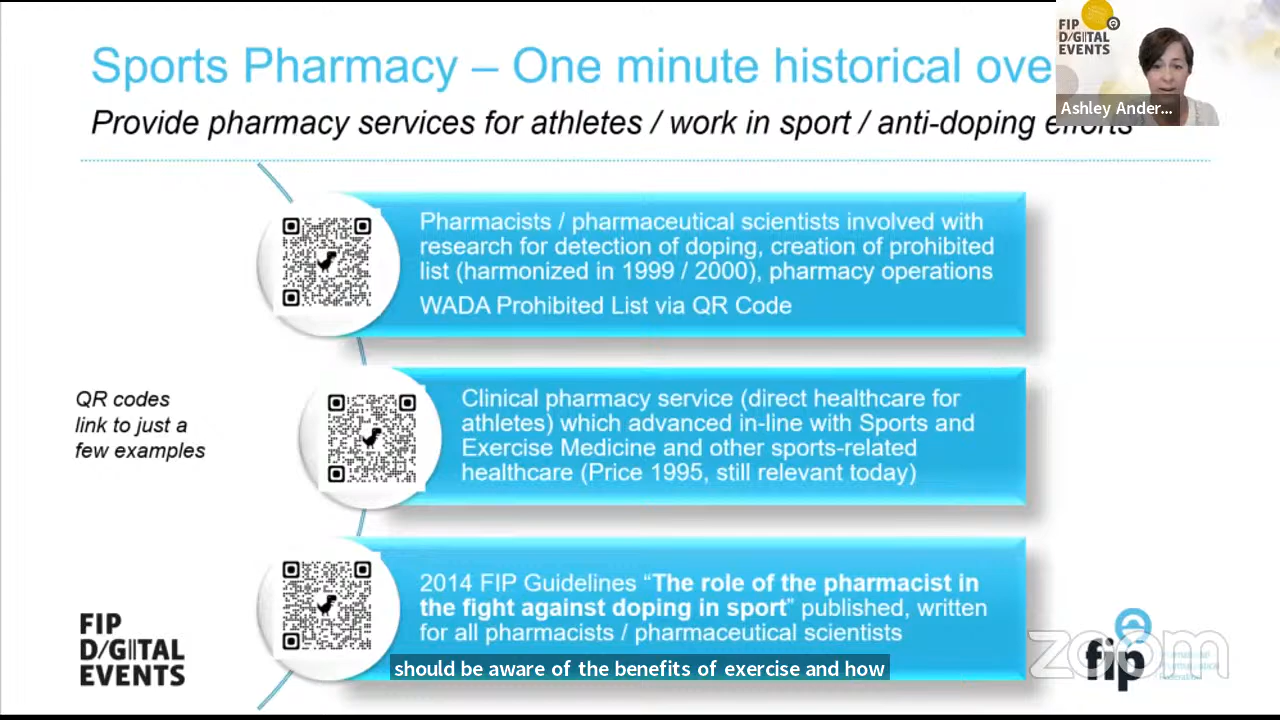 Sports Pharmacy – One minute historical ove
Provide pharmacy services for athletes / work in sport / anti-doping efforts
FIP
D/GITAL
EVENTS
Ashley Ander...
Pharmacists / pharmaceutical scientists involved with
research for detection of doping, creation of prohibited
list (harmonized in 1999 / 2000), pharmacy operations
WADA Prohibited List via QR Code
QR codes
link to just a
few examples
Clinical pharmacy service (direct healthcare for
athletes) which advanced in-line with Sports and
Exercise Medicine and other sports-related
healthcare (Price 1995, still relevant today)
2014 FIP Guidelines “The role of the pharmacist in
the fight against doping in sport” published, written
for all pharmacists / pharmaceutical scientists
should be aware of the benefits of exercise and how
FIP
D/GITAL
EVENTS
zoom
fip